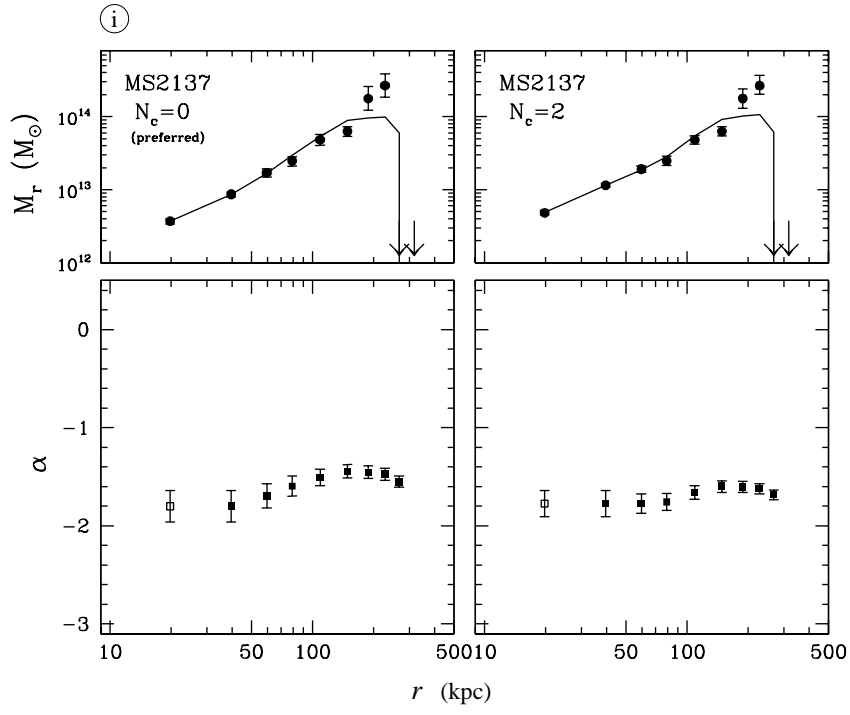 i
MS2137
N_c=0
(preferred)
MS2137
N_c=2
M_r (M_⊙)
10^14
10^13
10^12
0
−1
−2
−3
α
10 50 100 500 10 50 100 500
r (kpc)